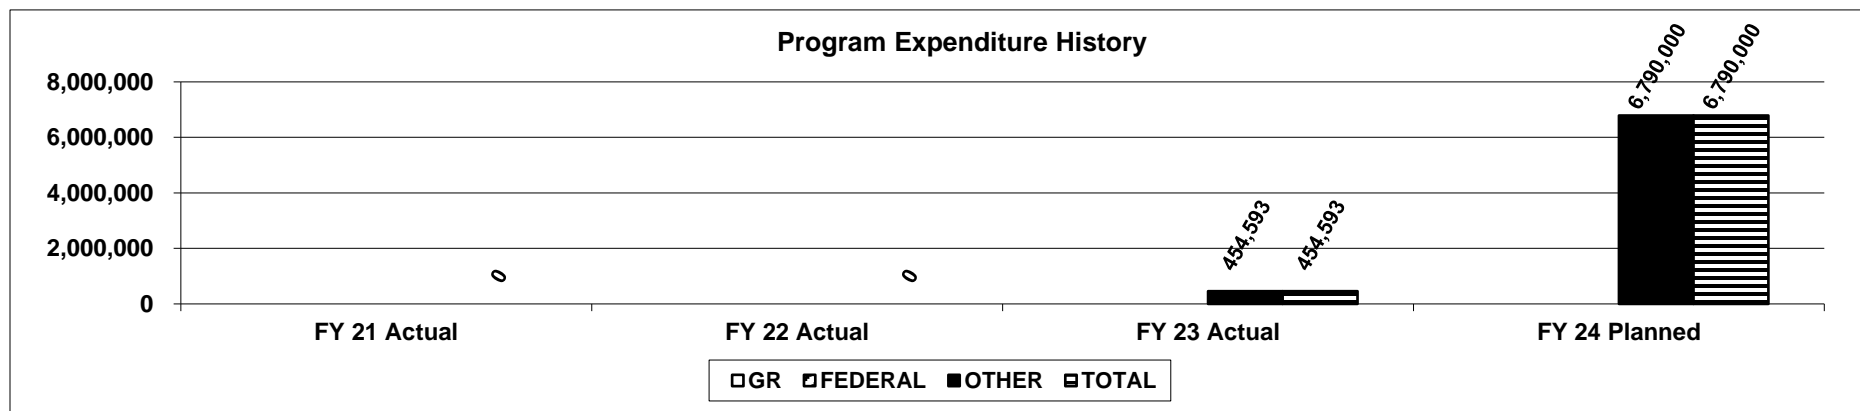 Program Expenditure History
8,000,000
6,000,000
4,000,000
2,000,000
0
0
0
454,593
454,593
6,790,000
6,790,000
FY 21 Actual
FY 22 Actual
FY 23 Actual
FY 24 Planned
GR FEDERAL OTHER TOTAL